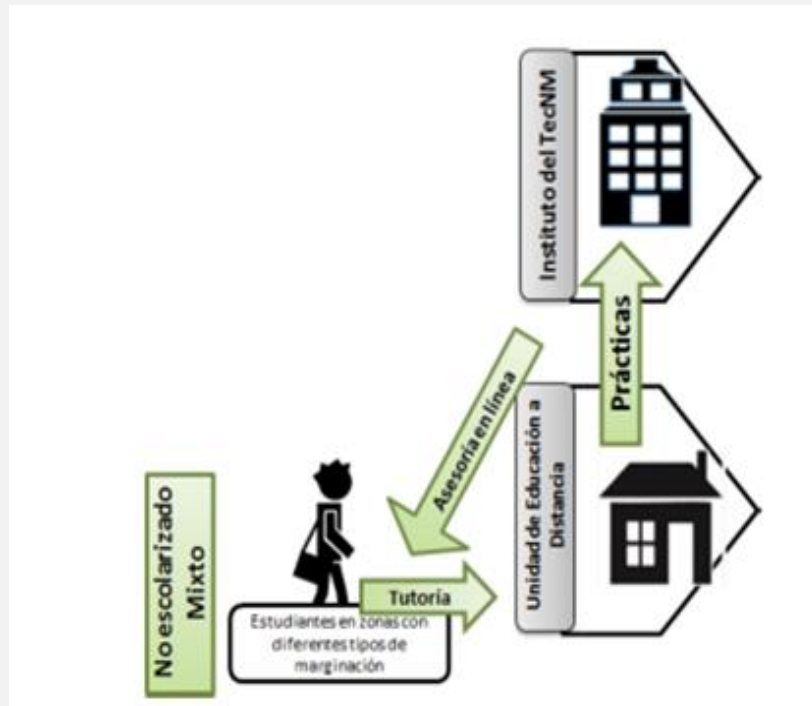 Instituto del TecNM
Prácticas
Asesoría en línea
Unidad de Educación a
Distancia
No escolarizado
Mixto
Tutoría
Estudiantes en zonas con
diferentes tipos de
marginación